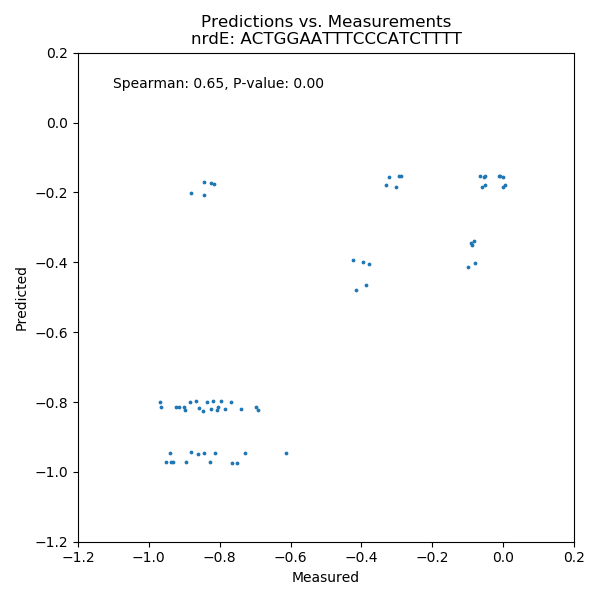 Predictions vs. Measurements
nrdE: ACTGGAATTTCCCATCTTTT
Spearman: 0.65, P-value: 0.00
0.2
0.0
−0.2
−0.4
−0.6
−0.8
−1.0
−1.2
Predicted
−1.2 −1.0 −0.8 −0.6 −0.4 −0.2 0.0 0.2
Measured